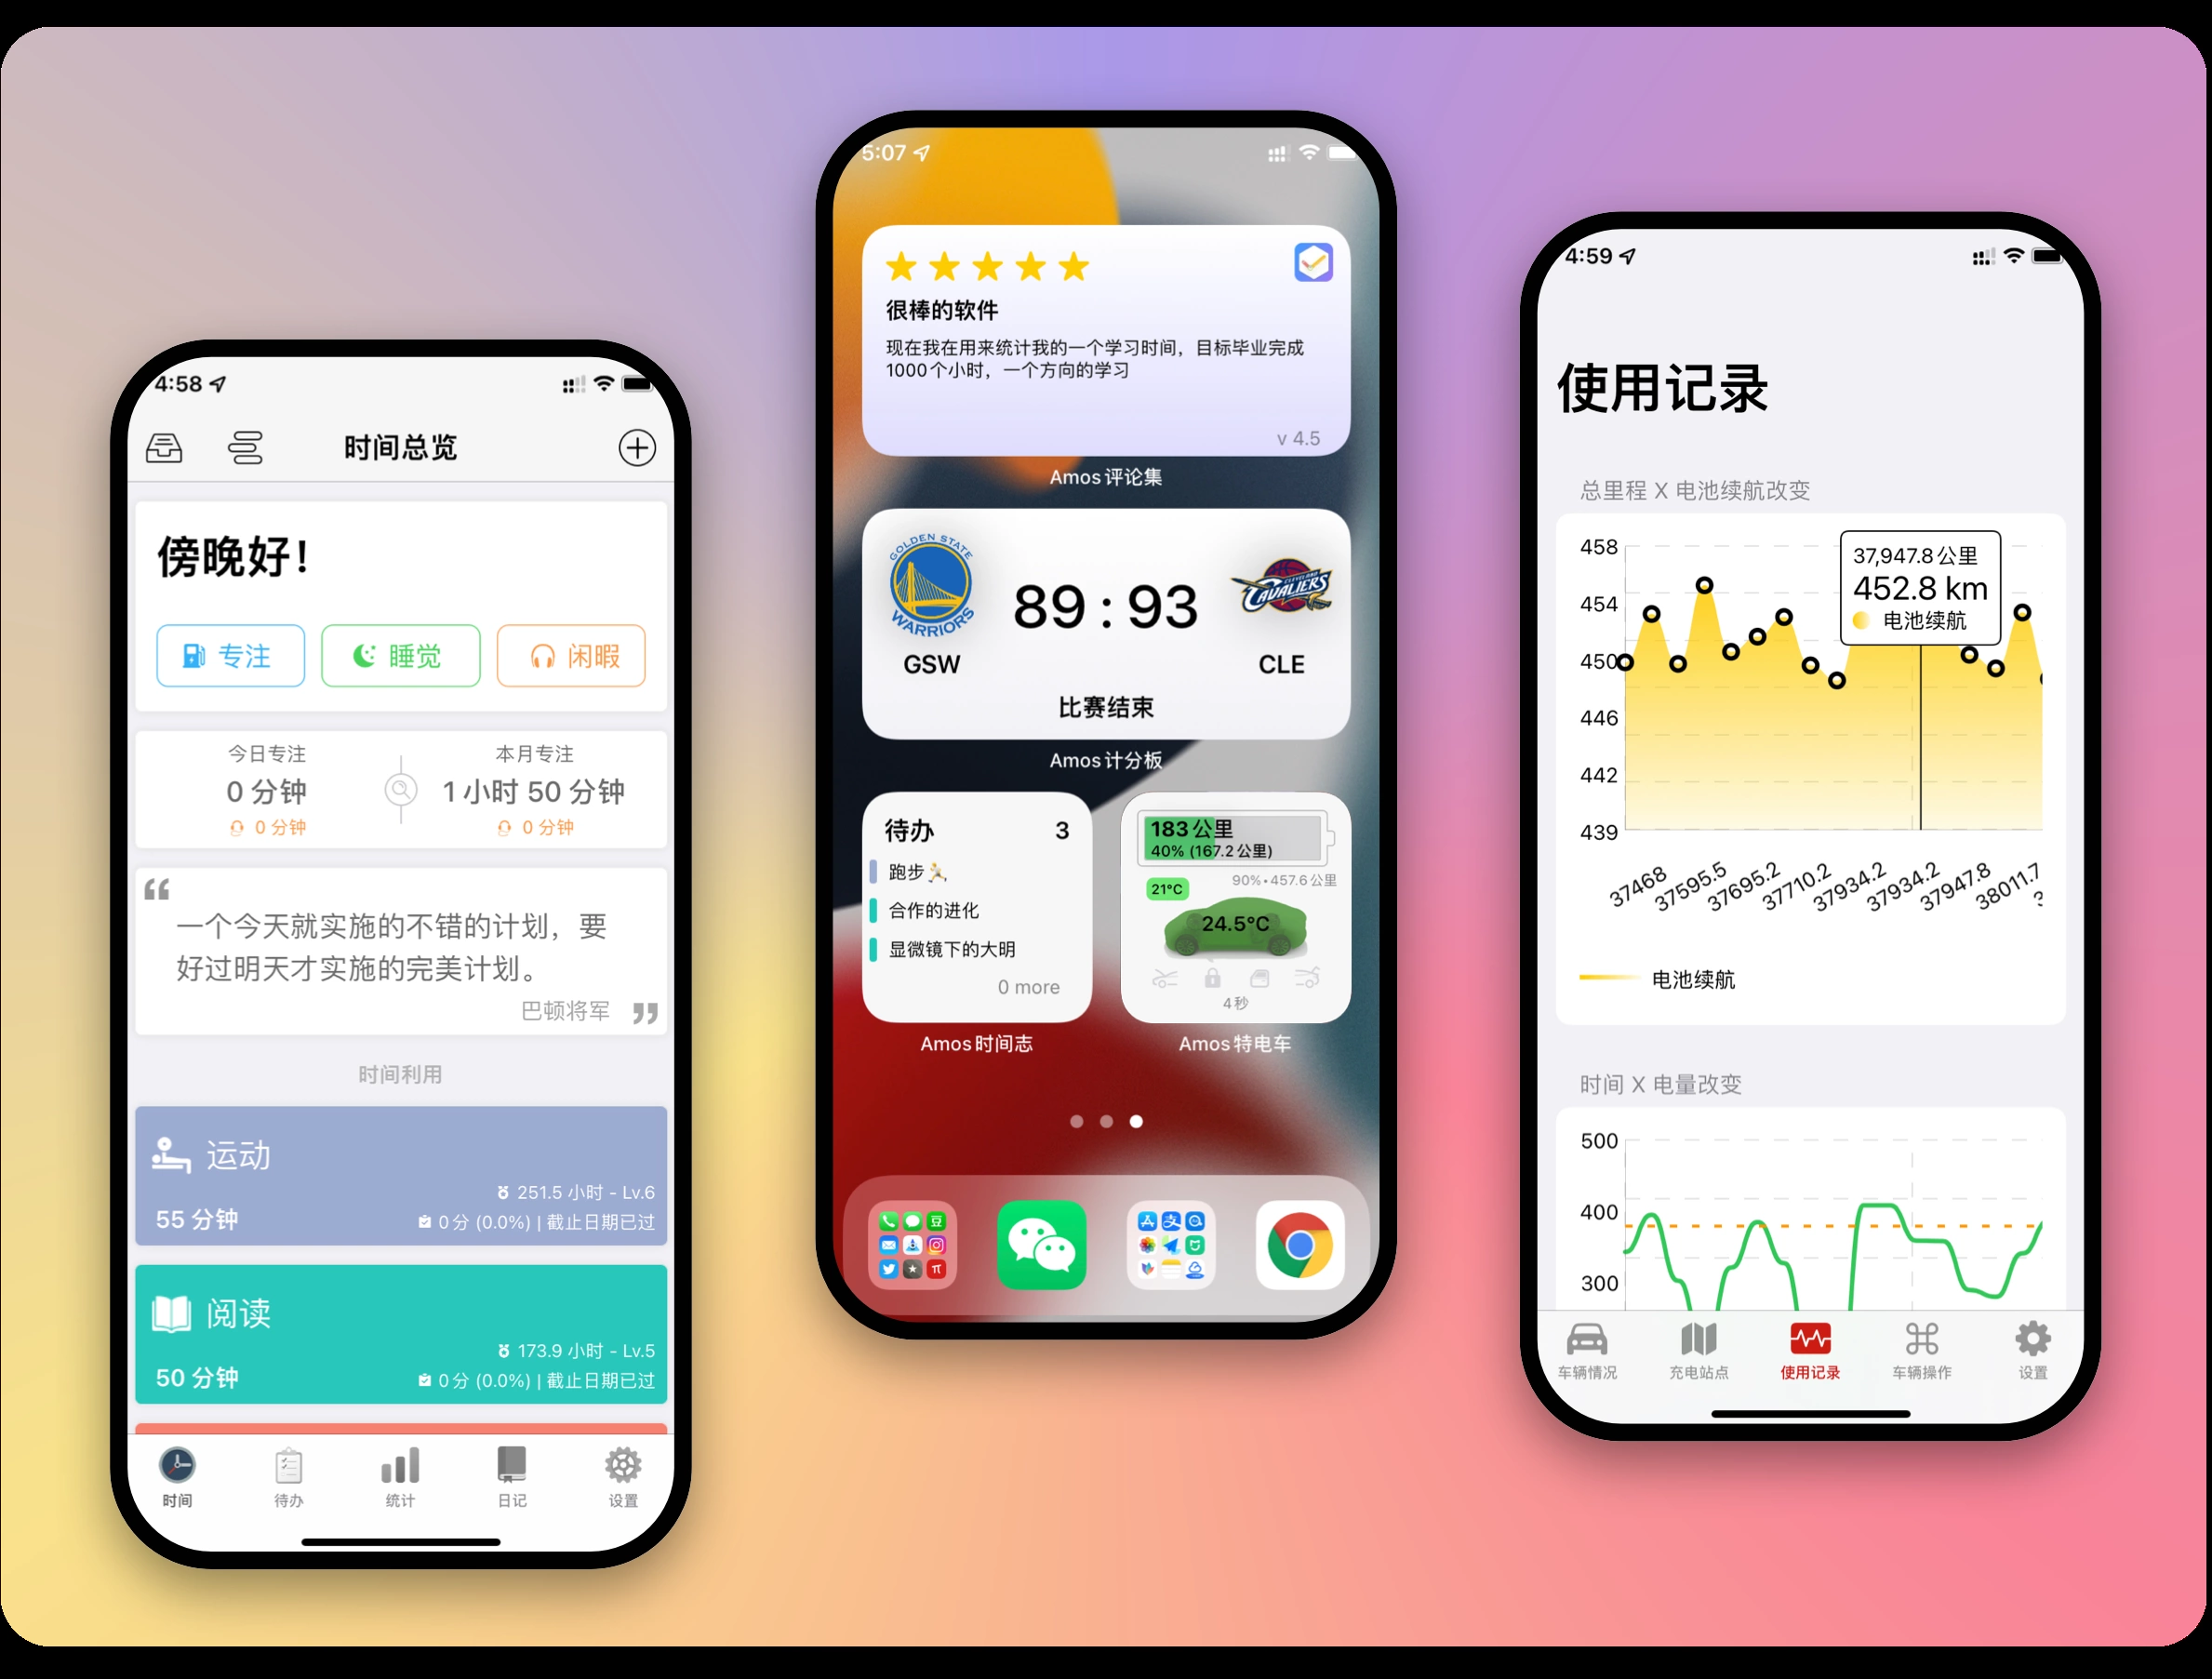 4:58
时间总览
傍晚好!
专注
睡觉
闲暇
今日专注
0 分钟
0 分钟
本月专注
1 小时 50 分钟
0 分钟
“
一个今天就实施的不错的计划，要
好过明天才实施的完美计划。
巴顿将军
”
时间利用
运动
251.5 小时 - Lv.6
55 分钟
0 分 (0.0%) | 截止日期已过
阅读
173.9 小时 - Lv.5
50 分钟
0 分 (0.0%) | 截止日期已过
时间
待办
统计
日记
设置
5:07
很棒的软件
现在我在用来统计我的一个学习时间，目标毕业完成
1000 个小时，一个方向的学习
v 4.5
Amos 评论集
GOLDEN STATE
WARRIORS
89 : 93
CLEVELAND
CAVALIERS
GSW
CLE
比赛结束
Amos 计分板
待办
3
跑步🏃
合作的进化
显微镜下的大明
0 more
Amos 时间志
183 公里
40% (167.2 公里)
90%•457.6 公里
21°C
24.5°C
4 秒
Amos 特电车
豆
支
π
4:59
使用记录
总里程 X 电池续航改变
458
454
450
446
442
439
37,947.8 公里
452.8 km
电池续航
37468
37595.5
37695.2
37710.2
37934.2
37934.2
37947.8
38011.7
电池续航
时间 X 电量改变
500
400
300
车辆情况
充电站点
使用记录
车辆操作
设置